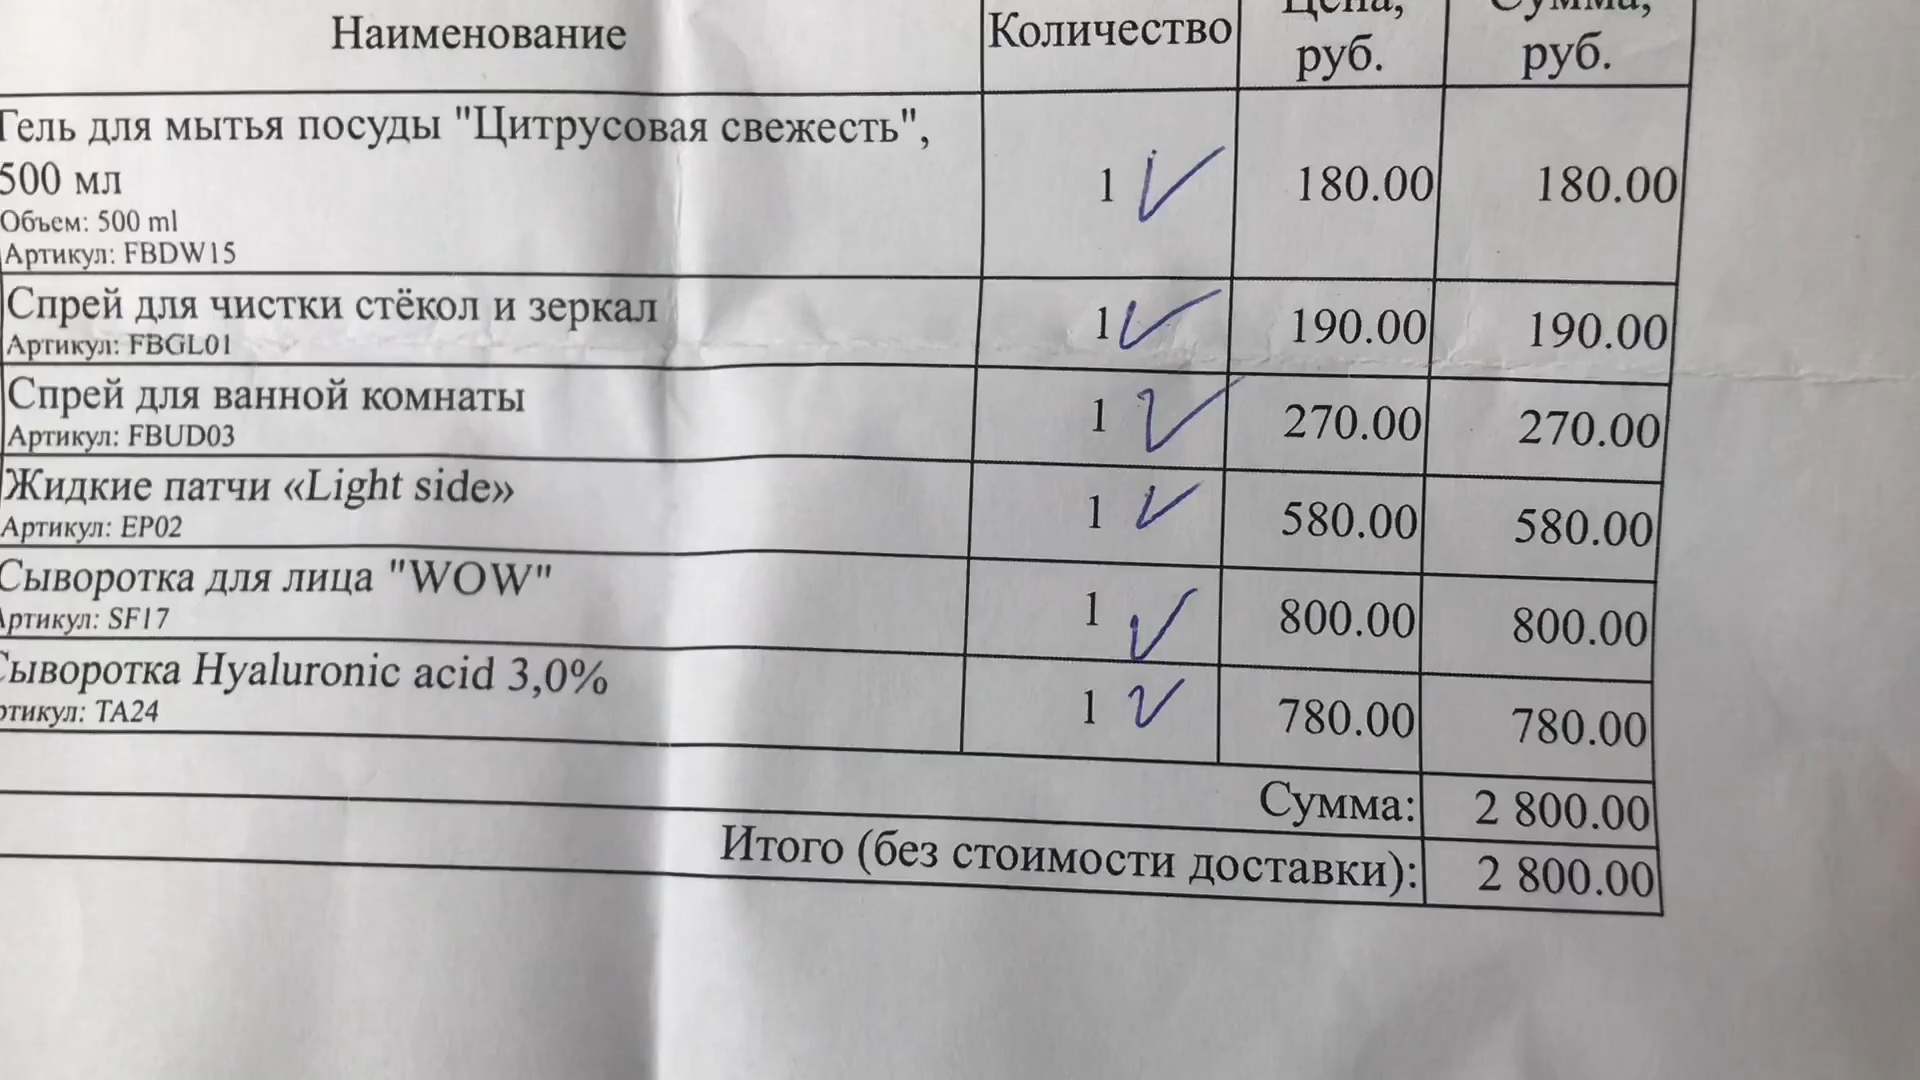 Наименование Количество Цена, руб. Сумма, руб.
Гель для мытья посуды "Цитрусовая свежесть",
500 мл
Объем: 500 ml
Артикул: FBDW15
1 180.00 180.00
Спрей для чистки стёкол и зеркал
Артикул: FBGL01
1 190.00 190.00
Спрей для ванной комнаты
Артикул: FBUD03
1 270.00 270.00
Жидкие патчи «Light side»
Артикул: EP02
1 580.00 580.00
Сыворотка для лица "WOW"
Артикул: SF17
1 800.00 800.00
Сыворотка Hyaluronic acid 3,0%
Артикул: TA24
1 780.00 780.00
Сумма: 2 800.00
Итого (без стоимости доставки): 2 800.00